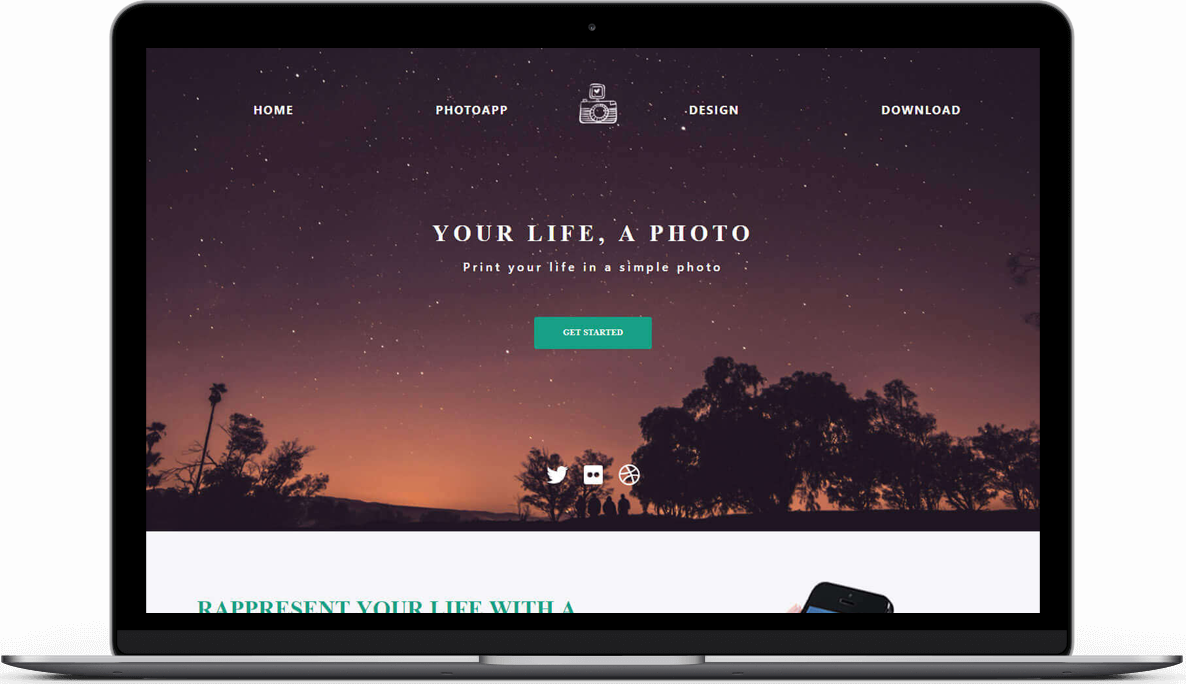 HOME PHOTOAPP DESIGN DOWNLOAD
YOUR LIFE, A PHOTO
Print your life in a simple photo
GET STARTED
RAPPRESENT YOUR LIFE WITH A